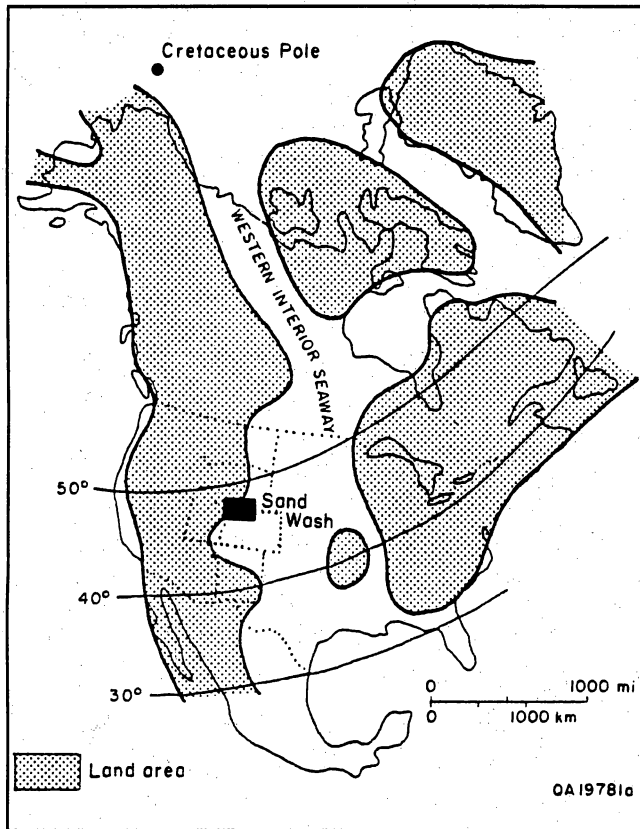 Cretaceous Pole
WESTERN INTERIOR SEAWAY
50°
Sand
Wash
40°
30°
0 1000 mi
0 1000 km
Land area
QA19781a